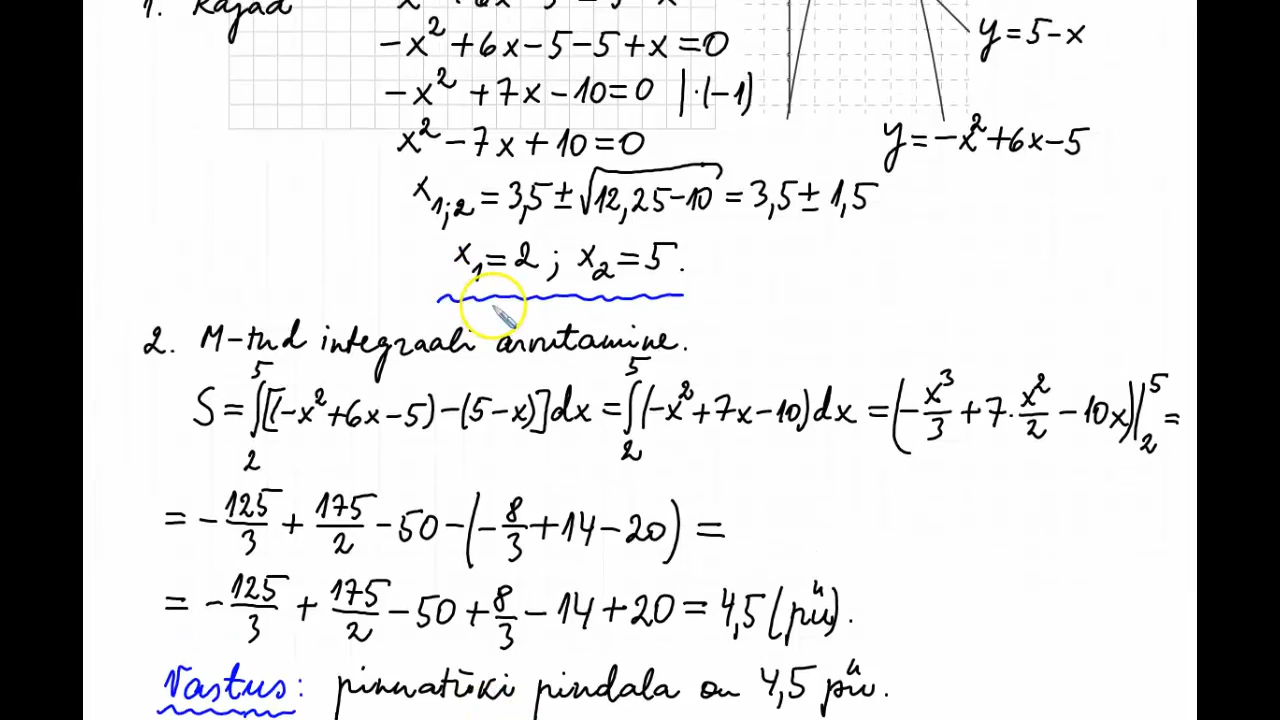 1. Rajad
-x²+6x-5-5+x=0
y=5-x
-x²+7x-10=0 |·(-1)
x²-7x+10=0
y=-x²+6x-5
x₁;₂=3,5±√(12,25-10)=3,5±1,5
x₁=2; x₂=5.
2. M-tud integraali arvutamine.
S=∫₂⁵[(-x²+6x-5)-(5-x)]dx=∫₂⁵(-x²+7x-10)dx=(-x³/3+7·x²/2-10x)|₂⁵=
=-125/3+175/2-50-(-8/3+14-20)=
=-125/3+175/2-50+8/3-14+20=4,5(püh).
Vastus: pinnatüki pindala on 4,5 püh.